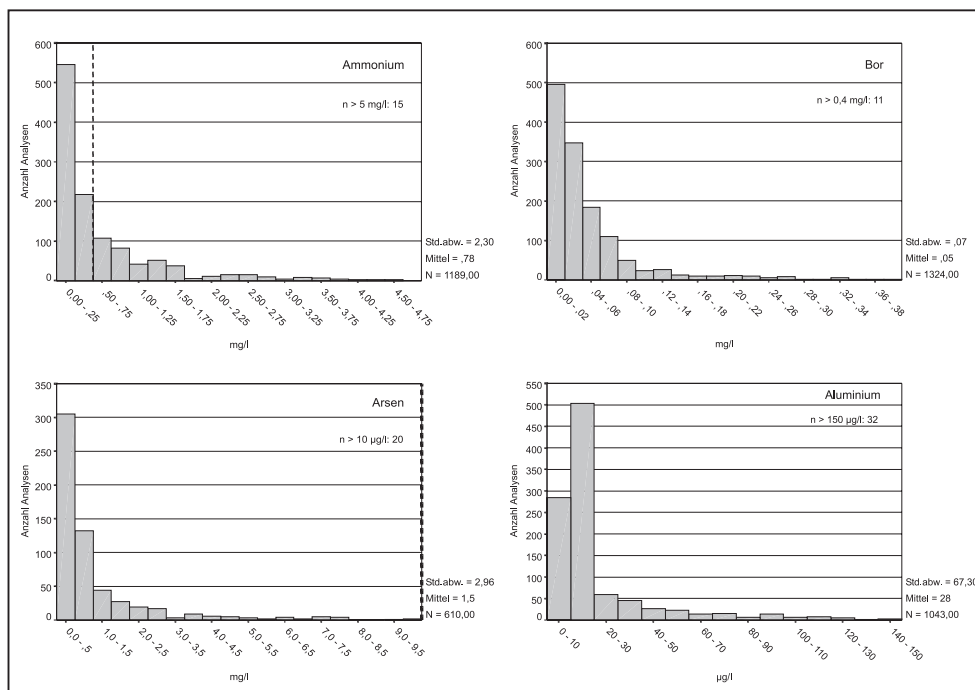 Ammonium
n > 5 mg/l: 15
Anzahl Analysen
600
500
400
300
200
100
0
Std.abw. = 2,30
Mittel = ,78
N = 1189,00
0,00 - ,25
,50 - ,75
1,00 - 1,25
1,50 - 1,75
2,00 - 2,25
2,50 - 2,75
3,00 - 3,25
3,50 - 3,75
4,00 - 4,25
4,50 - 4,75
mg/l
Bor
n > 0,4 mg/l: 11
Anzahl Analysen
600
500
400
300
200
100
0
Std.abw. = ,07
Mittel = ,05
N = 1324,00
0,00 - ,02
,04 - ,06
,08 - ,10
,12 - ,14
,16 - ,18
,20 - ,22
,24 - ,26
,28 - ,30
,32 - ,34
,36 - ,38
mg/l
Arsen
n > 10 µg/l: 20
Anzahl Analysen
350
300
250
200
150
100
50
0
Std.abw. = 2,96
Mittel = 1,5
N = 610,00
0,0 - ,5
1,0 - 1,5
2,0 - 2,5
3,0 - 3,5
4,0 - 4,5
5,0 - 5,5
6,0 - 6,5
7,0 - 7,5
8,0 - 8,5
9,0 - 9,5
mg/l
Aluminium
n > 150 µg/l: 32
Anzahl Analysen
550
500
450
400
350
300
250
200
150
100
50
0
Std.abw. = 67,30
Mittel = 28
N = 1043,00
0 - 10
20 - 30
40 - 50
60 - 70
80 - 90
100 - 110
120 - 130
140 - 150
µg/l